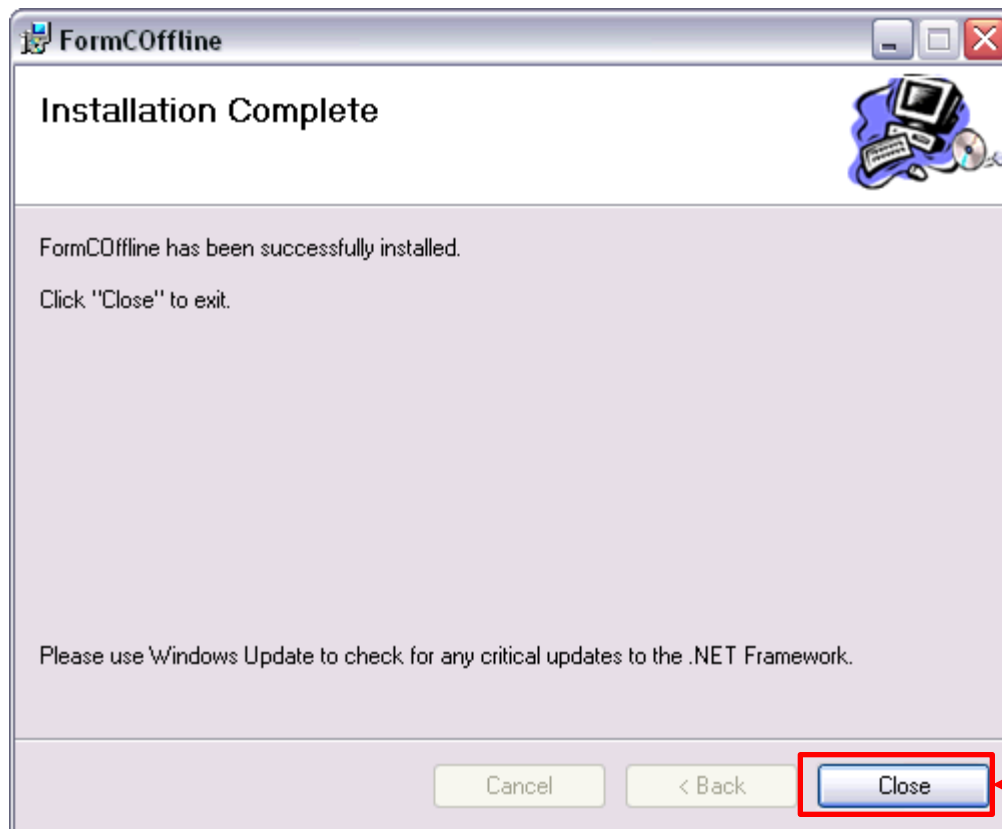 FormCOffline
Installation Complete
FormCOffline has been successfully installed.
Click "Close" to exit.
Please use Windows Update to check for any critical updates to the .NET Framework.
Cancel
< Back
Close